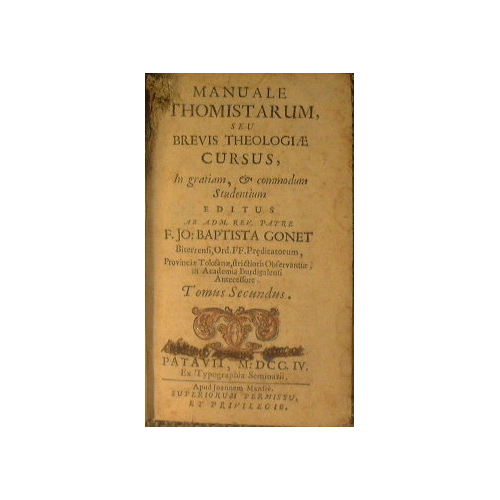 MANUALE
THOMISTARUM,
SEU
BREVIS THEOLOGIÆ
CURSUS,
In gratiam, & commodum
Studentium
EDITUS
AB ADM. REV. PATRE
F. JO: BAPTISTA GONET
Biterrensi, Ord. FF. Prædicatorum,
Provinciæ Tolosanæ, strictioris Observantiæ,
in Academia Burdigalensi
Antecessore.
Tomus Secundus.
PATAVII, M. DCC. IV.
Ex Typographia Seminarii.
Apud Joannem Manfrè.
SUPERIORUM PERMISSU,
ET PRIVILEGIO.